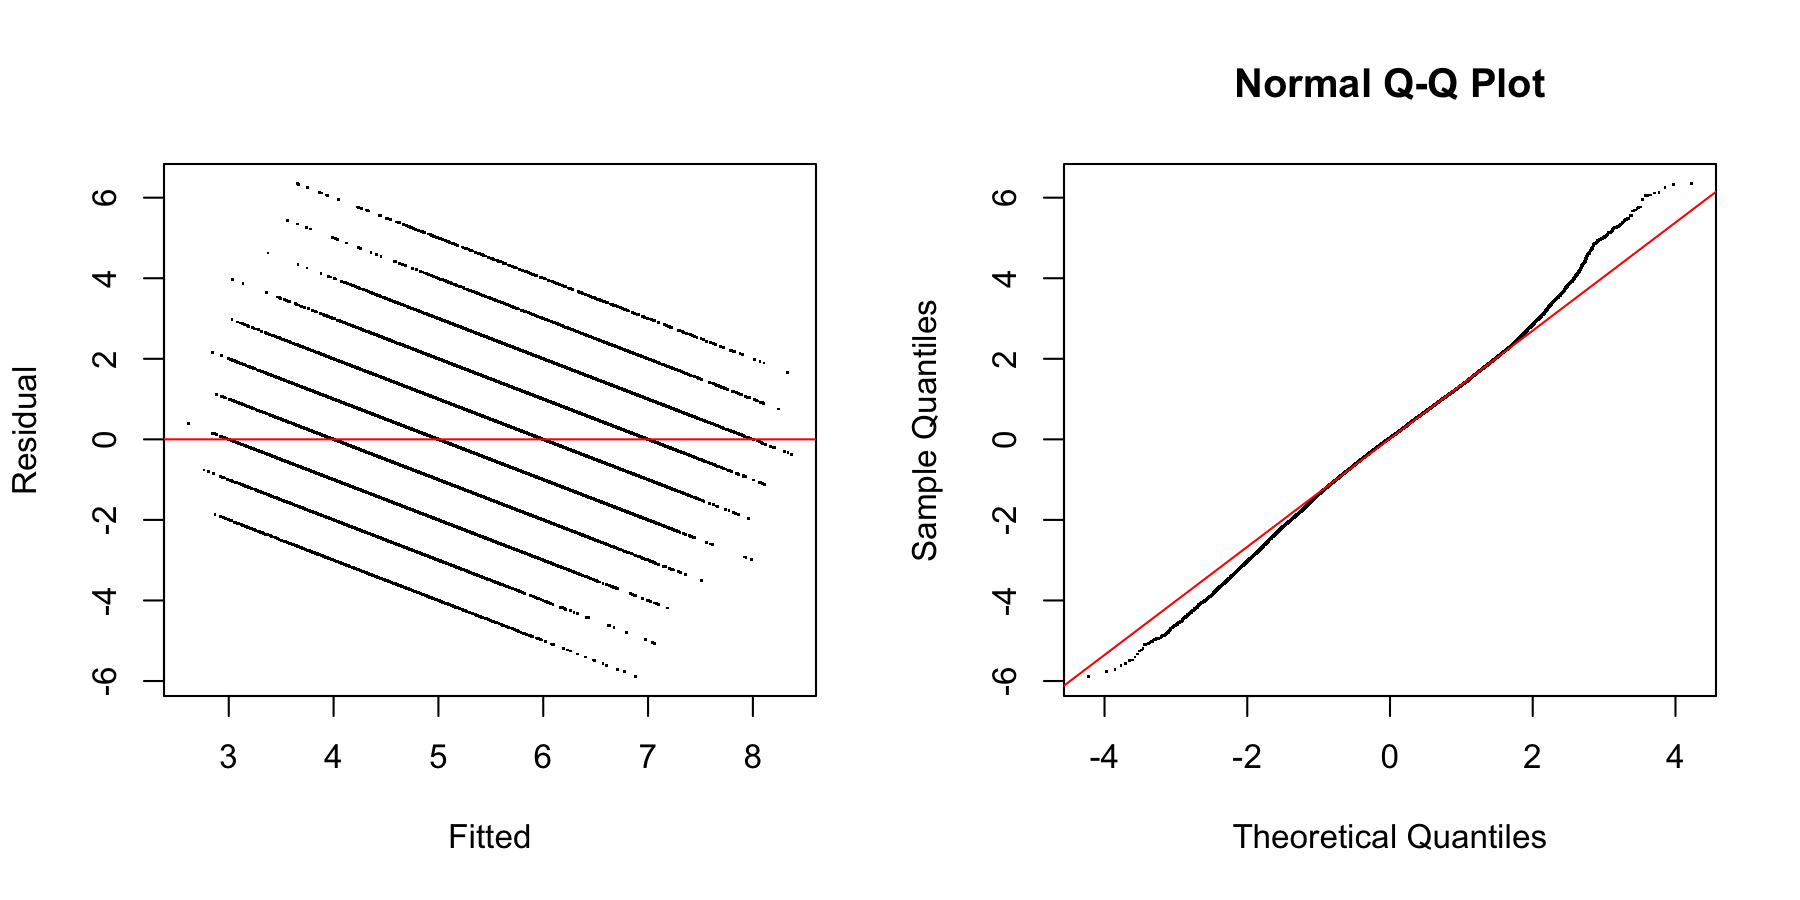 Normal Q-Q Plot
Residual
6
4
2
0
-2
-4
-6
3 4 5 6 7 8
Fitted
Sample Quantiles
6
4
2
0
-2
-4
-6
-4 -2 0 2 4
Theoretical Quantiles